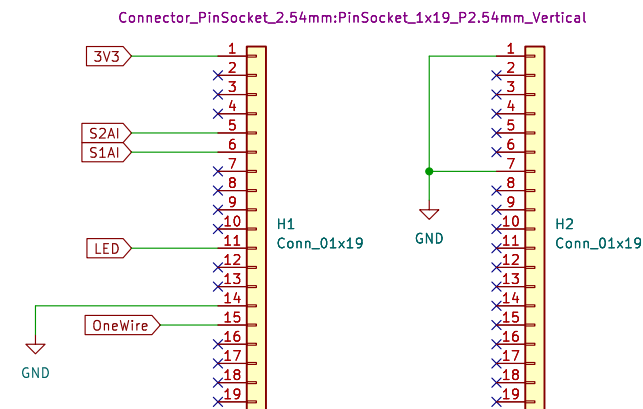 Connector_PinSocket_2.54mm:PinSocket_1x19_P2.54mm_Vertical
3V3 1
2
3
4
S2AI 5
S1AI 6
7
8
9
10
LED 11
12
13
14
OneWire 15
16
17
18
19
H1
Conn_01x19
GND
1
2
3
4
5
6
7
8
9
10
11
12
13
14
15
16
17
18
19
GND
H2
Conn_01x19